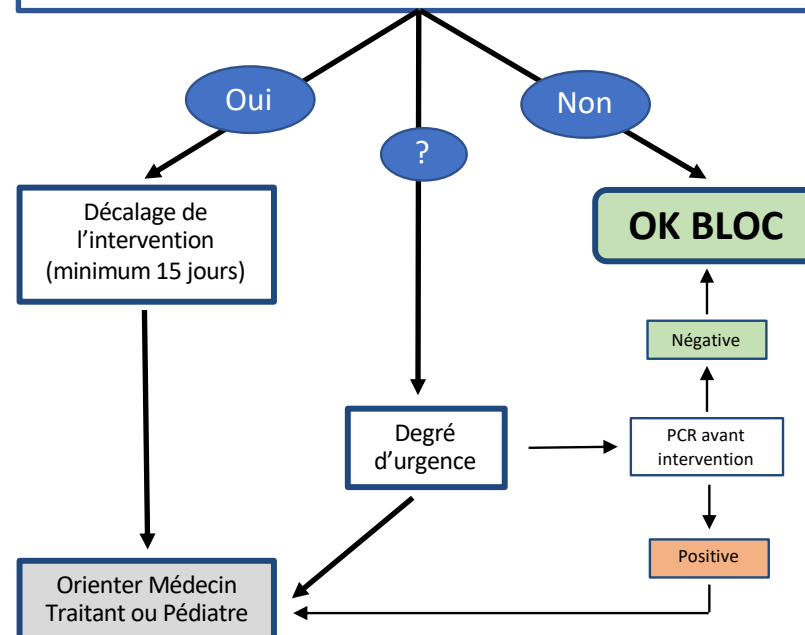 Oui
Non
?
Décalage de
l’intervention
(minimum 15 jours)
OK BLOC
Négative
Degré
d’urgence
PCR avant
intervention
Positive
Orienter Médecin
Traitant ou Pédiatre